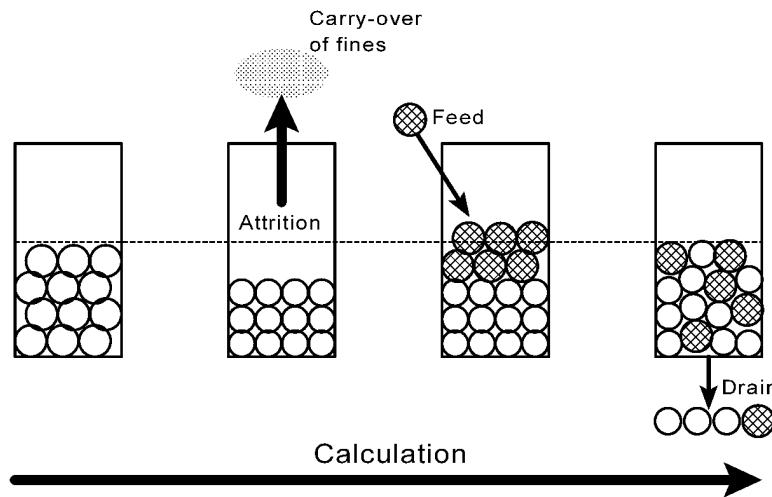 Carry-over
of fines
Feed
Attrition
Drain
Calculation